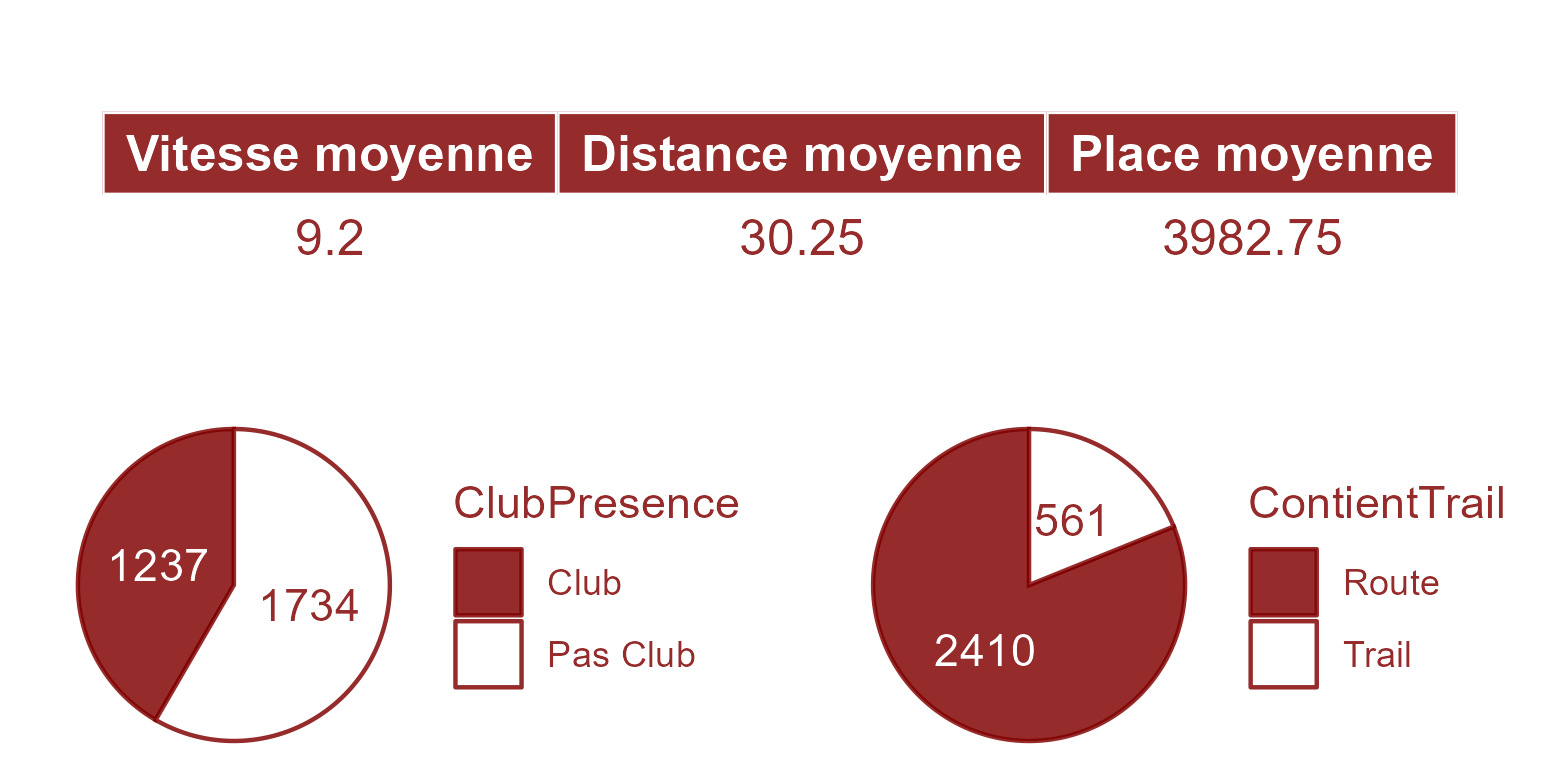 Vitesse moyenne Distance moyenne Place moyenne
9.2 30.25 3982.75
1237
1734
ClubPresence
Club
Pas Club
561
2410
ContientTrail
Route
Trail